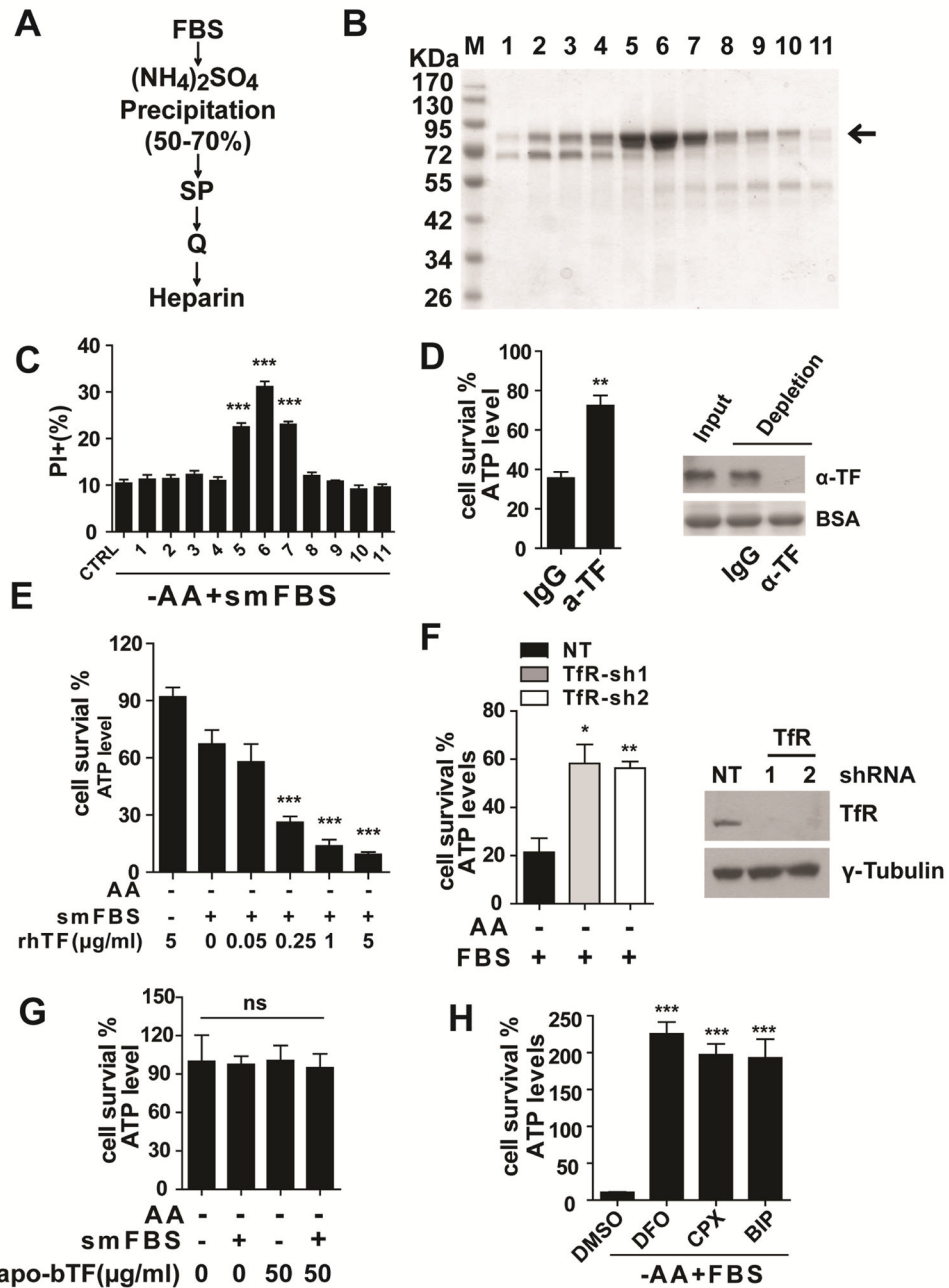 A
FBS
(NH4)2SO4
Precipitation
(50-70%)
SP
Q
Heparin
B
KDa
M 1 2 3 4 5 6 7 8 9 10 11
170
130
95
72
55
42
34
26
C
PI+(%)
40
30
20
10
0
*** *** ***
CTRL 1 2 3 4 5 6 7 8 9 10 11
-AA+smFBS
D
cell survial %
ATP level
100
80
60
40
20
0
**
IgG
a-TF
Input
Depletion
α-TF
BSA
IgG
α-TF
E
cell survial %
ATP level
120
90
60
30
0
*** *** ***
AA - - - - - -
smFBS - + + + + +
rhTF(μg/ml) 5 0 0.05 0.25 1 5
F
NT
TfR-sh1
TfR-sh2
cell survival %
ATP levels
80
60
40
20
0
* **
AA - - -
FBS + + +
TfR
NT 1 2 shRNA
TfR
γ-Tubulin
G
cell survial %
ATP level
150
120
90
60
30
0
ns
AA - - - -
smFBS - + - +
apo-bTF(μg/ml) 0 0 50 50
H
cell survival %
ATP levels
250
200
150
100
50
0
*** *** ***
DMSO DFO CPX BIP
-AA+FBS